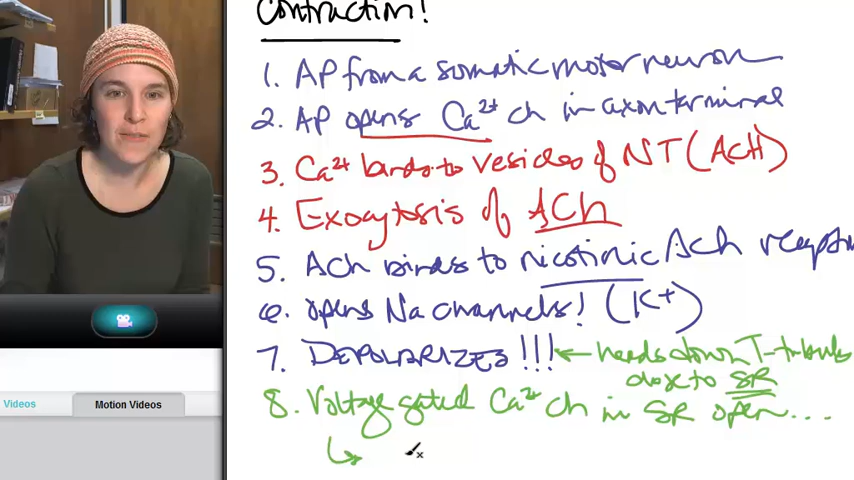 Contraction!
1. AP from a somatic motor neuron
2. AP opens Ca²⁺ ch in axon terminal
3. Ca²⁺ binds to vesicles of NT (ACH)
4. Exocytosis of ACh
5. ACh binds to nicotinic Ach receptor
6. opens Na channels! (K+)
7. DEPOLARIZES!!! ← heads down T-tubuls
close to SR
8. Voltage gated Ca²⁺ ch in SR open...
↳
Videos
Motion Videos